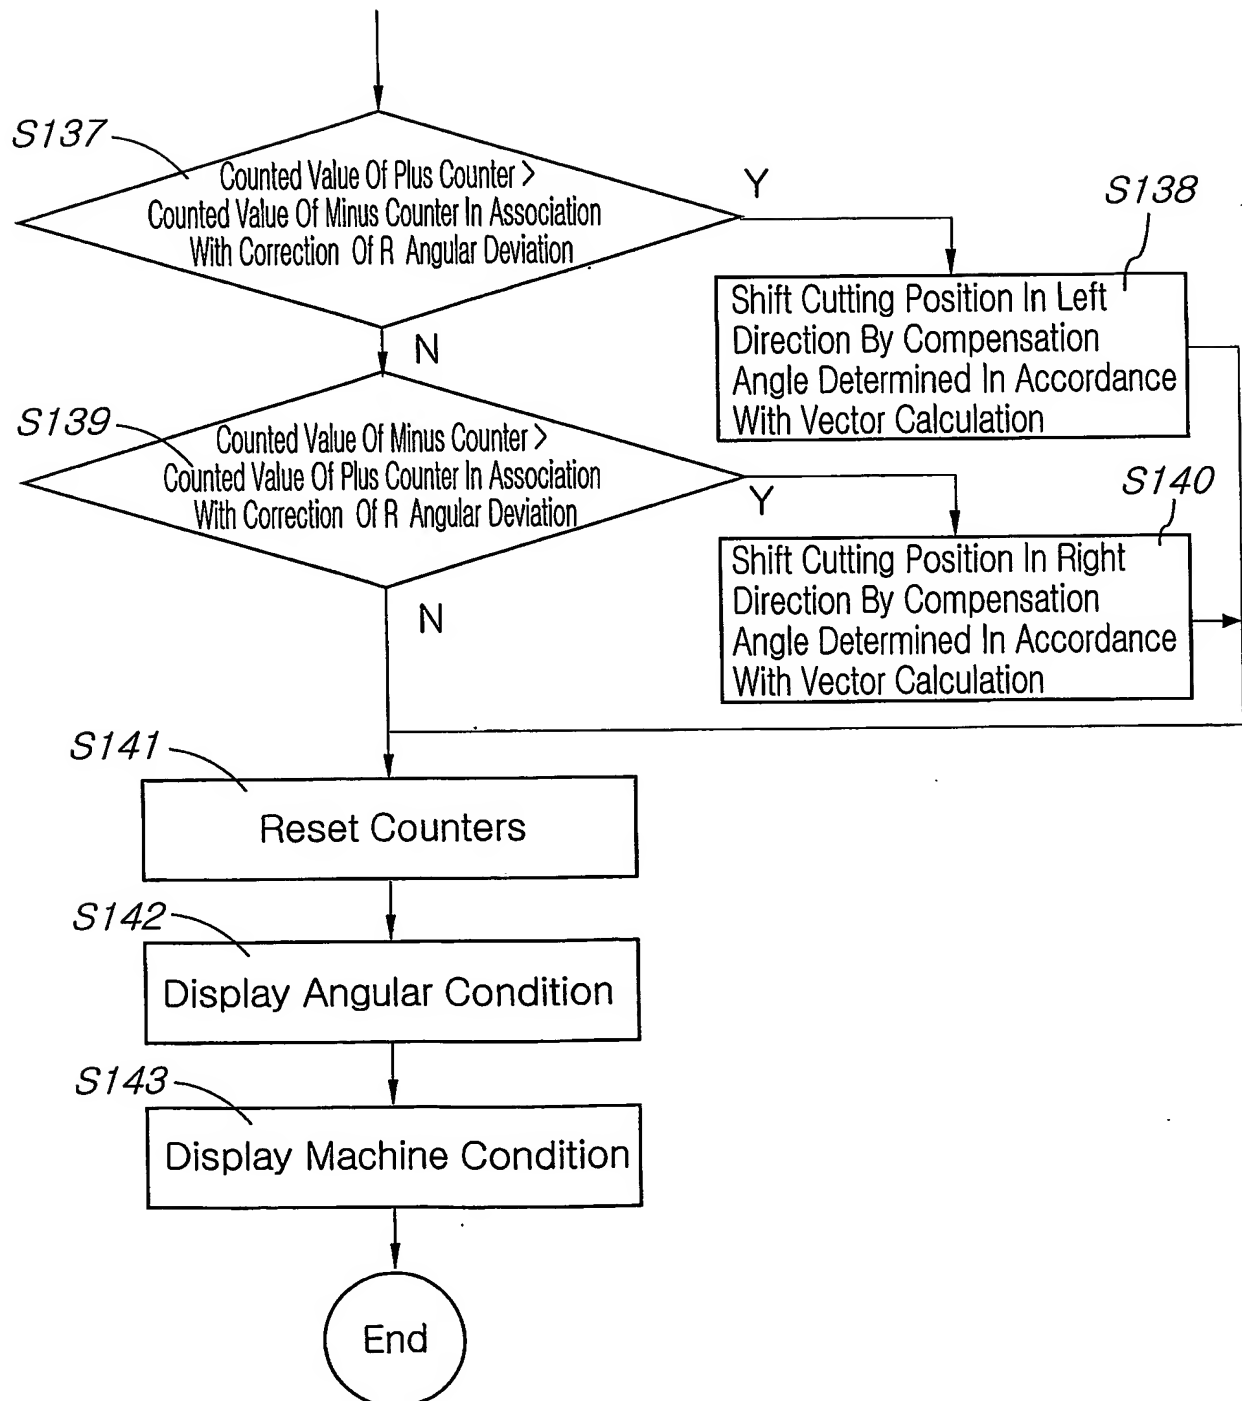 S137
Counted Value Of Plus Counter >
Counted Value Of Minus Counter In Association
With Correction Of R Angular Deviation
Y
S138
Shift Cutting Position In Left
Direction By Compensation
Angle Determined In Accordance
With Vector Calculation
N
S139
Counted Value Of Minus Counter >
Counted Value Of Plus Counter In Association
With Correction Of R Angular Deviation
Y
S140
Shift Cutting Position In Right
Direction By Compensation
Angle Determined In Accordance
With Vector Calculation
N
S141
Reset Counters
S142
Display Angular Condition
S143
Display Machine Condition
End